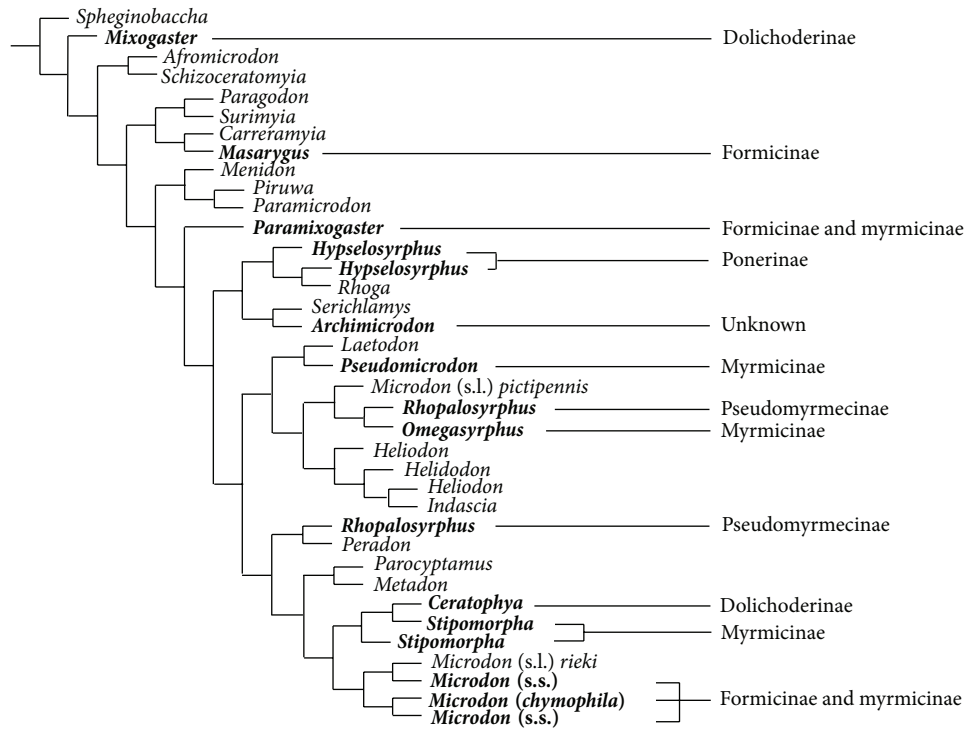 Spheginobaccha
Mixogaster Dolichoderinae
Afromicrodon
Schizoceratomyia
Paragodon
Surimyia
Carreramyia
Masarygus Formicinae
Menidon
Piruwa
Paramicrodon
Paramixogaster Formicinae and myrmicinae
Hypselosyrphus
Ponerinae
Hypselosyrphus
Rhoga
Serichlamys
Archimicrodon Unknown
Laetodon
Pseudomicrodon Myrmicinae
Microdon (s.l.) pictipennis
Rhopalosyrphus Pseudomyrmecinae
Omegasyrphus Myrmicinae
Heliodon
Helidodon
Heliodon
Indascia
Rhopalosyrphus Pseudomyrmecinae
Peradon
Parocyptamus
Metadon
Ceratophya Dolichoderinae
Stipomorpha
Myrmicinae
Stipomorpha
Microdon (s.l.) rieki
Microdon (s.s.)
Microdon (chymophila) Formicinae and myrmicinae
Microdon (s.s.)